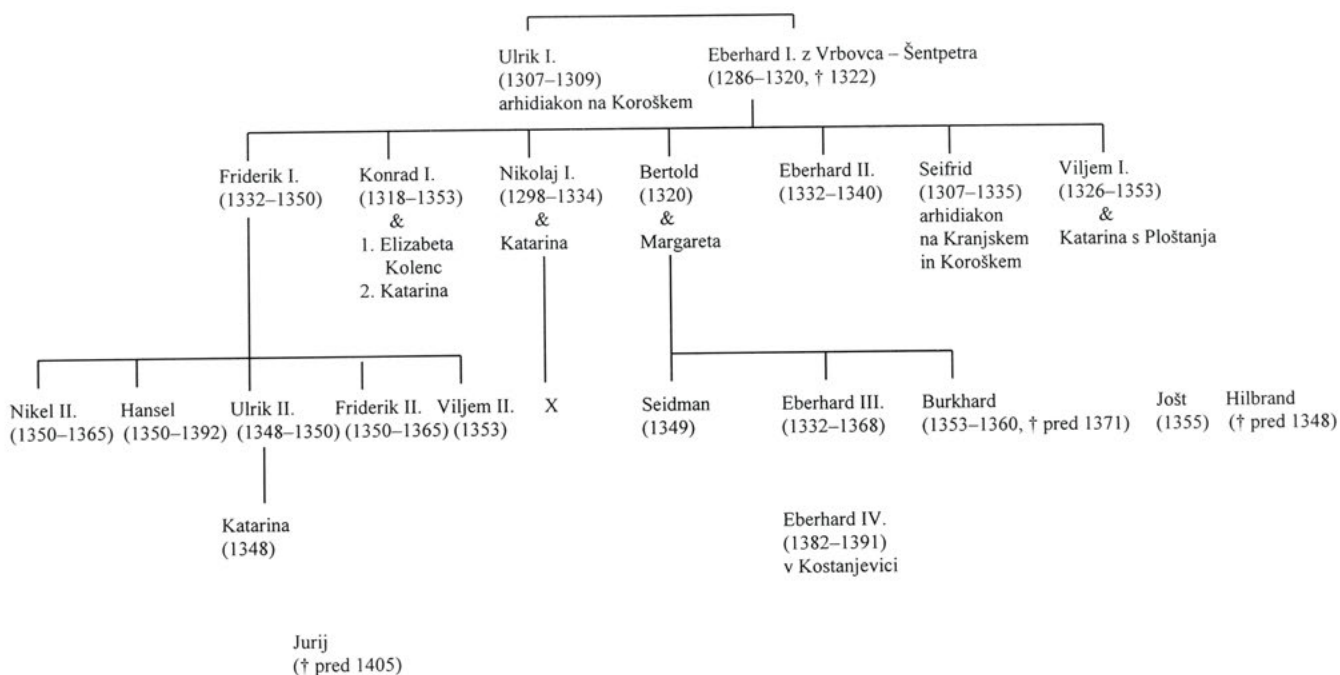 Ulrik I.
(1307–1309)
arhidiakon na Koroškem
Eberhard I. z Vrbovca – Šentpetra
(1286–1320, † 1322)
Friderik I.
(1332–1350)
Konrad I.
(1318–1353)
&
1. Elizabeta
Kolenc
2. Katarina
Nikolaj I.
(1298–1334)
&
Katarina
Bertold
(1320)
&
Margareta
Eberhard II.
(1332–1340)
Seifrid
(1307–1335)
arhidiakon
na Kranjskem
in Koroškem
Viljem I.
(1326–1353)
&
Katarina s Ploštanja
Nikel II.
(1350–1365)
Hansel
(1350–1392)
Ulrik II.
(1348–1350)
Friderik II.
(1350–1365)
Viljem II.
(1353)
X
Seidman
(1349)
Eberhard III.
(1332–1368)
Burkhard
(1353–1360, † pred 1371)
Jošt
(1355)
Hilbrand
(† pred 1348)
Katarina
(1348)
Eberhard IV.
(1382–1391)
v Kostanjevici
Jurij
(† pred 1405)